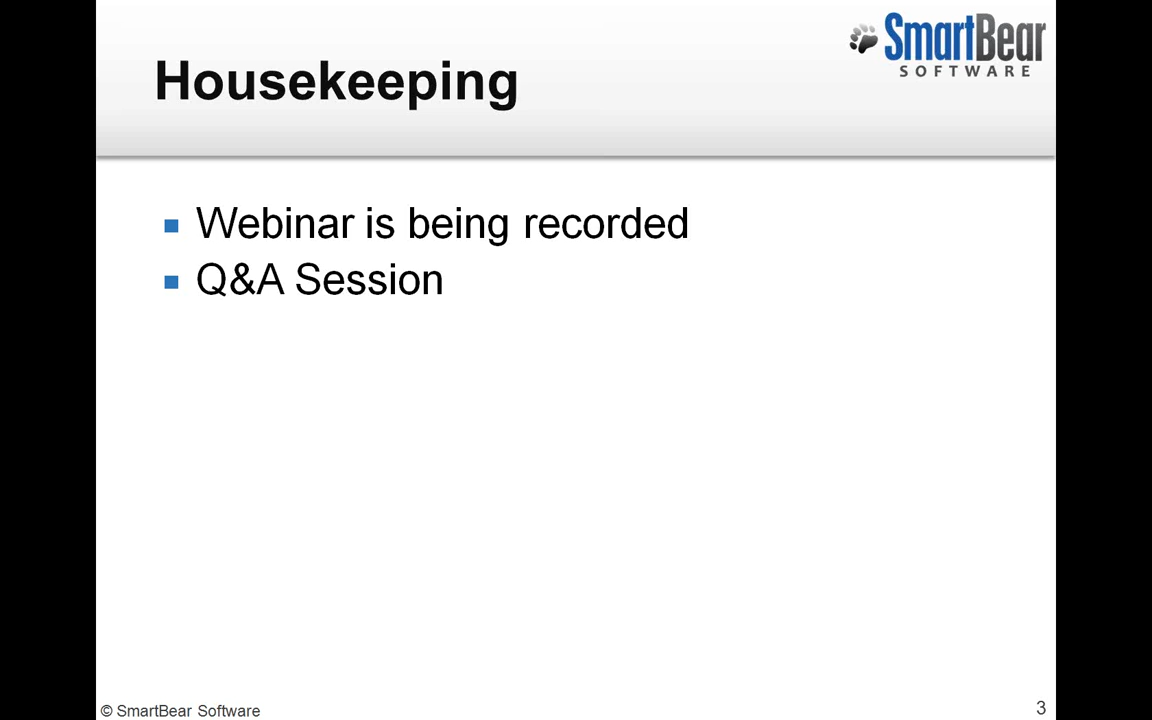 SmartBear
SOFTWARE
Housekeeping
Webinar is being recorded
Q&A Session
© SmartBear Software
3